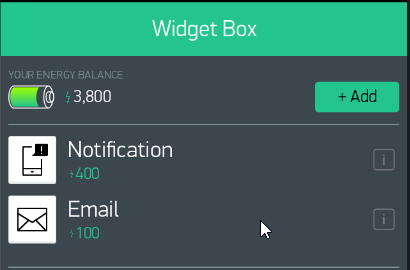 Widget Box
YOUR ENERGY BALANCE
3,800
+ Add
Notification
400
Email
100